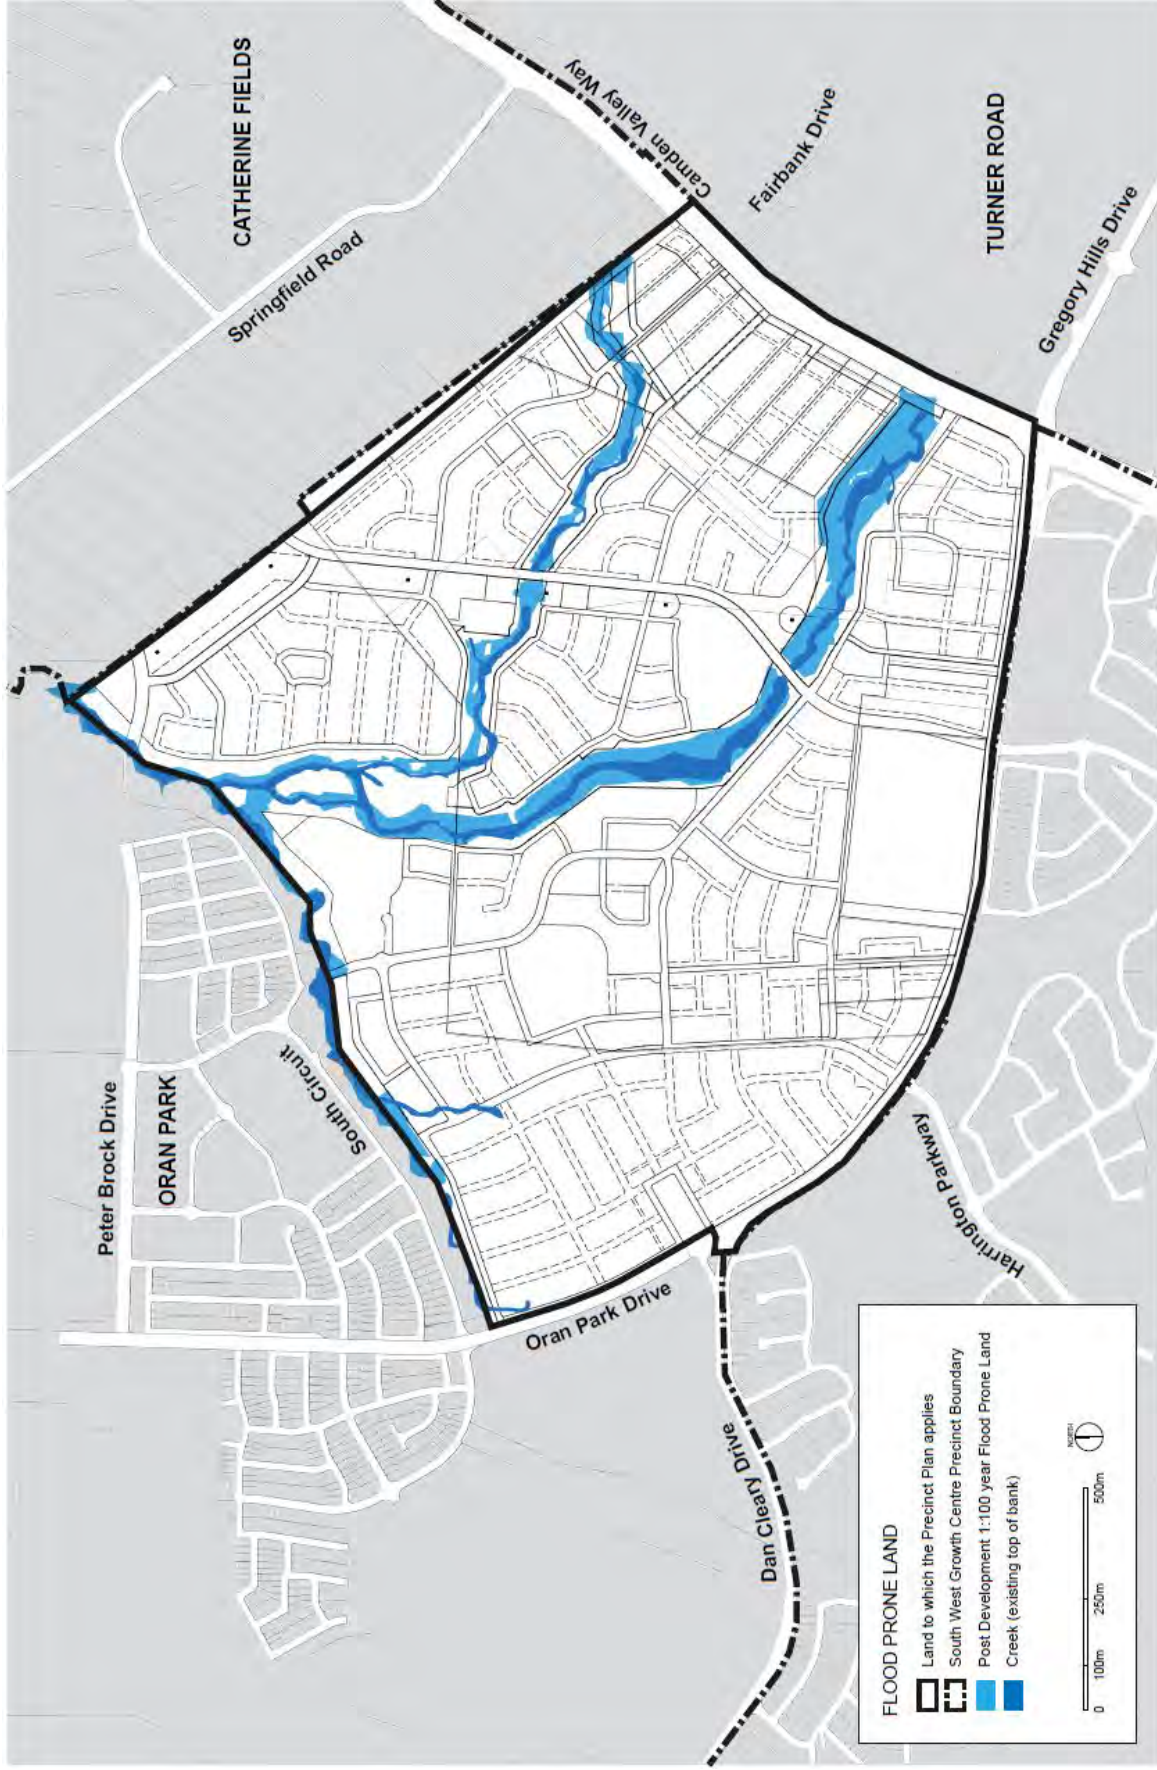 CATHERINE FIELDS
Springfield Road
Camden Valley Way
Fairbank Drive
TURNER ROAD
Gregory Hills Drive
Peter Brock Drive
ORAN PARK
South Circuit
Oran Park Drive
Harrington Parkway
Dan Cleary Drive
FLOOD PRONE LAND
Land to which the Precinct Plan applies
South West Growth Centre Precinct Boundary
Post Development 1:100 year Flood Prone Land
Creek (existing top of bank)
NORTH
0 100m 250m 500m